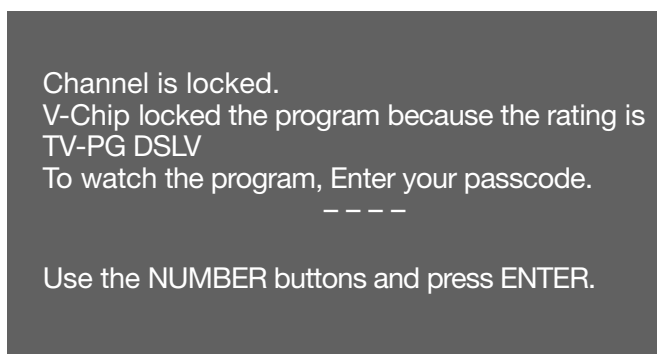 Channel is locked.
V-Chip locked the program because the rating is
TV-PG DSLV
To watch the program, Enter your passcode.
– – – –
Use the NUMBER buttons and press ENTER.